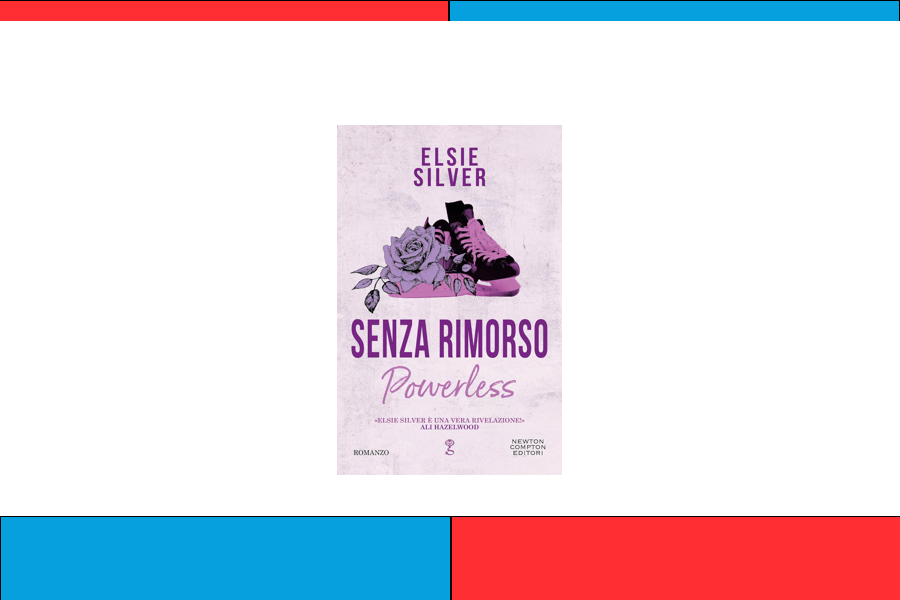 ELSIE
SILVER
SENZA RIMORSO
Powerless
«ELSIE SILVER È UNA VERA RIVELAZIONE!»
ALI HAZELWOOD
ROMANZO
NEWTON
COMPTON
EDITORI